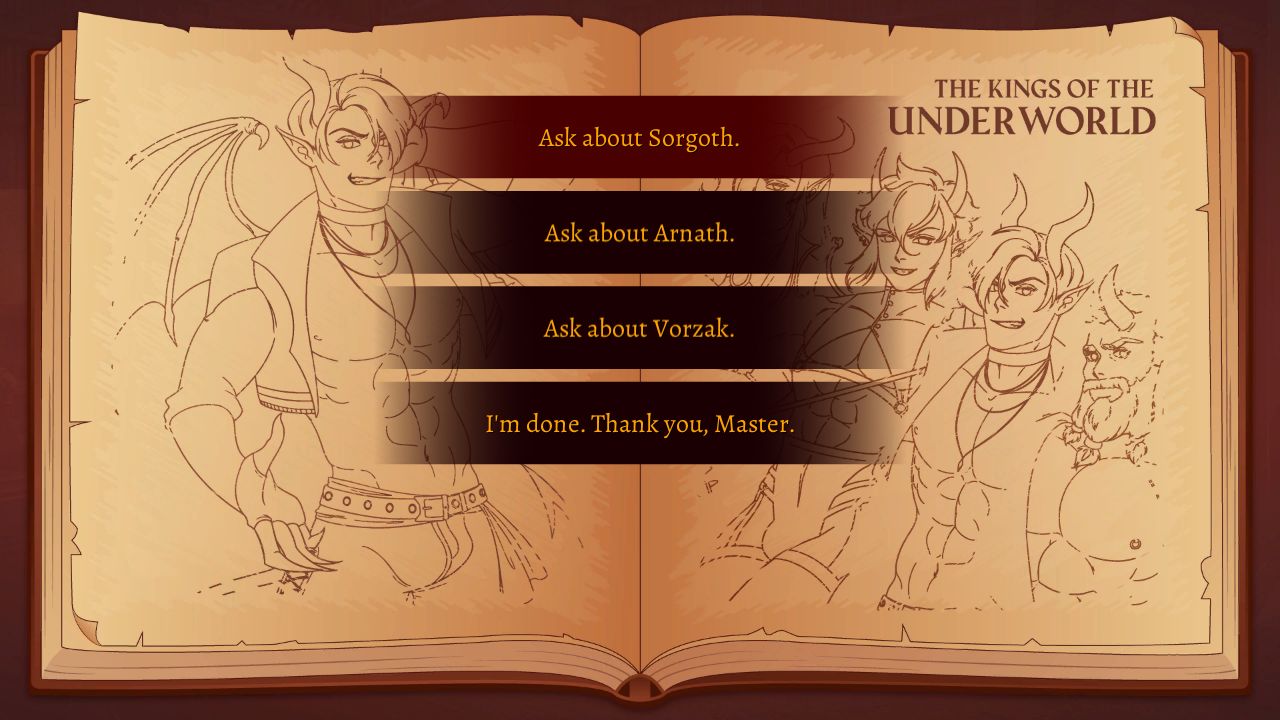 THE KINGS OF THE
UNDERWORLD
Ask about Sorgoth.
Ask about Arnath.
Ask about Vorzak.
I'm done. Thank you, Master.